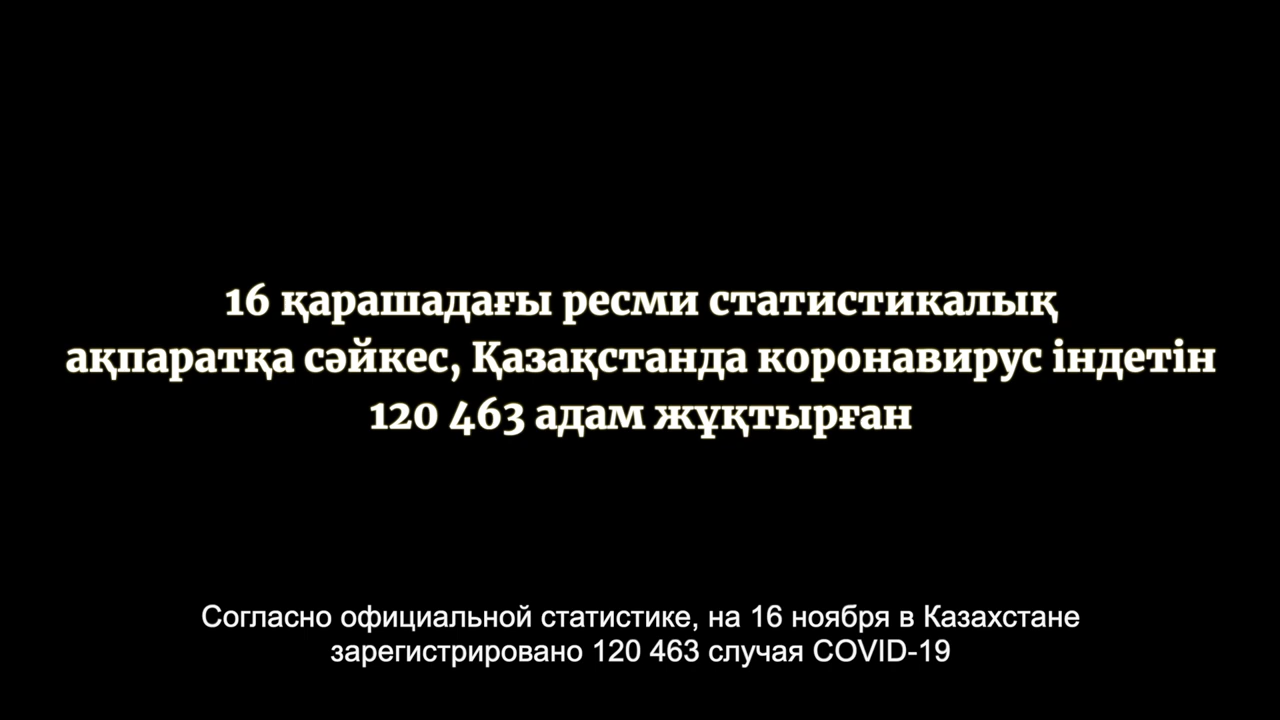 16 қарашадағы ресми статистикалық
ақпаратқа сәйкес, Қазақстанда коронавирус індетін
120 463 адам жұқтырған
Согласно официальной статистике, на 16 ноября в Казахстане
зарегистрировано 120 463 случая COVID-19